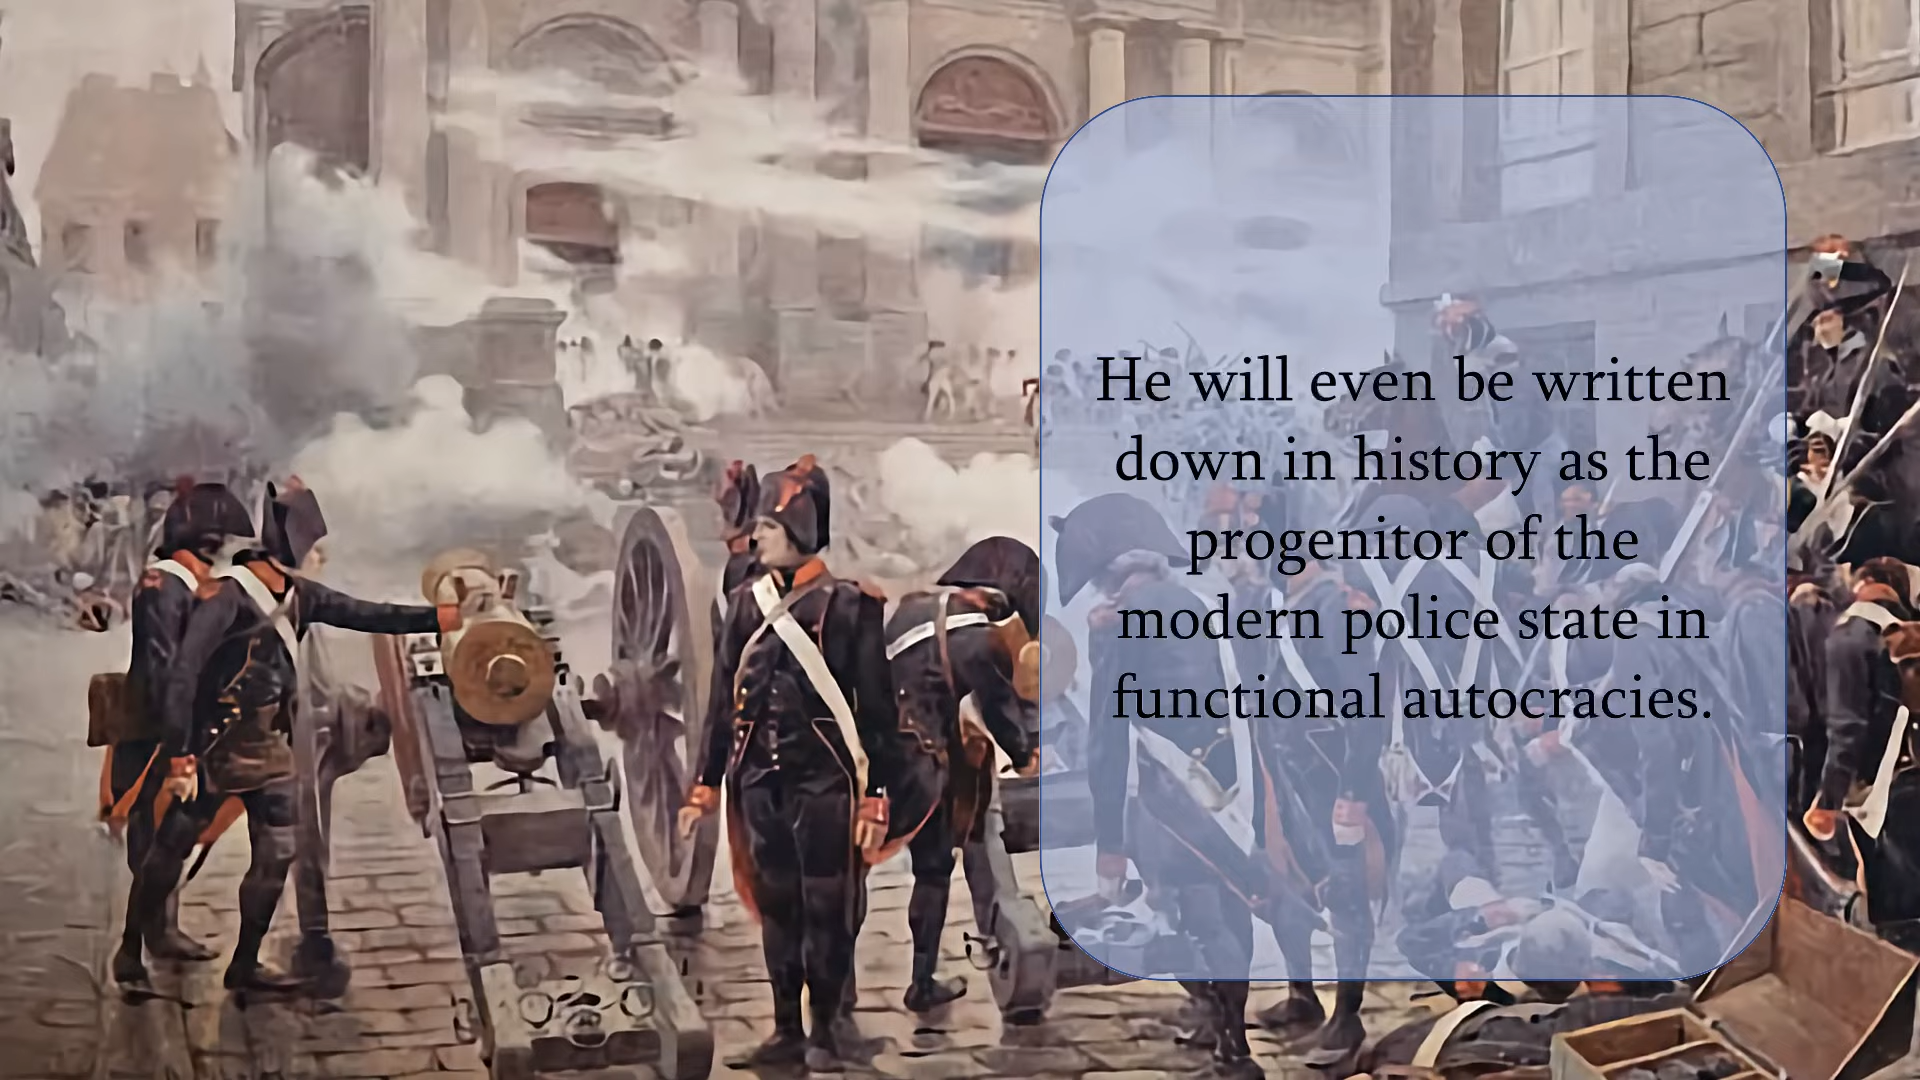 He will even be written
down in history as the
progenitor of the
modern police state in
functional autocracies.